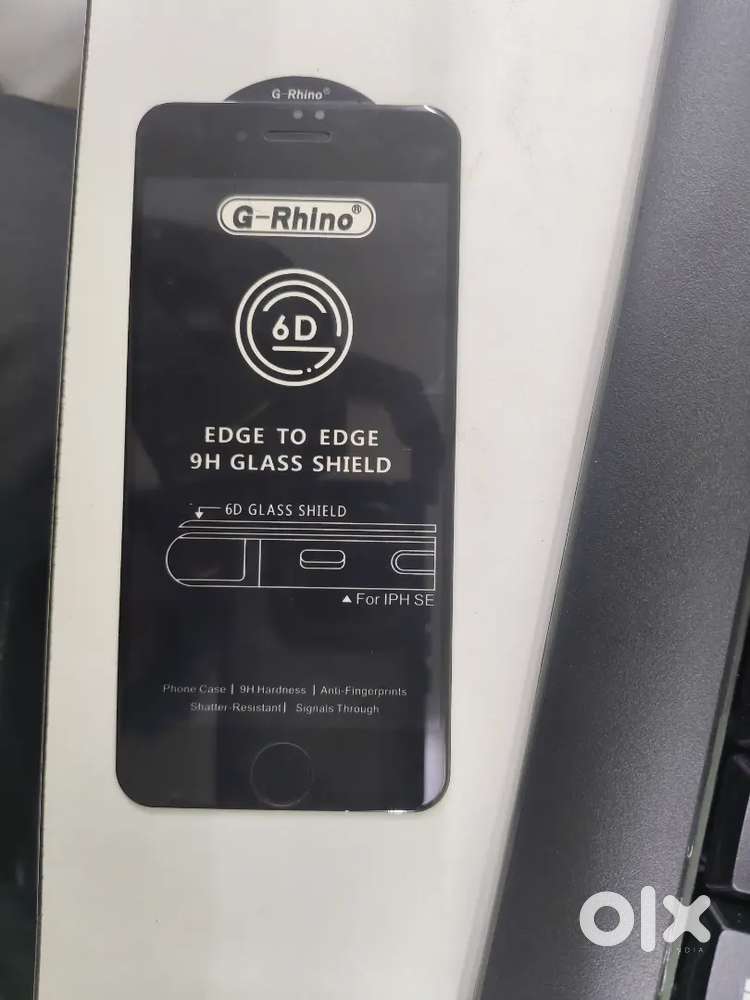 G-Rhino®
G-Rhino®
6D
EDGE TO EDGE
9H GLASS SHIELD
6D GLASS SHIELD
▲ For IPH SE
Phone Case | 9H Hardness | Anti-Fingerprints
Shatter-Resistant | Signals Through
olx
INDIA